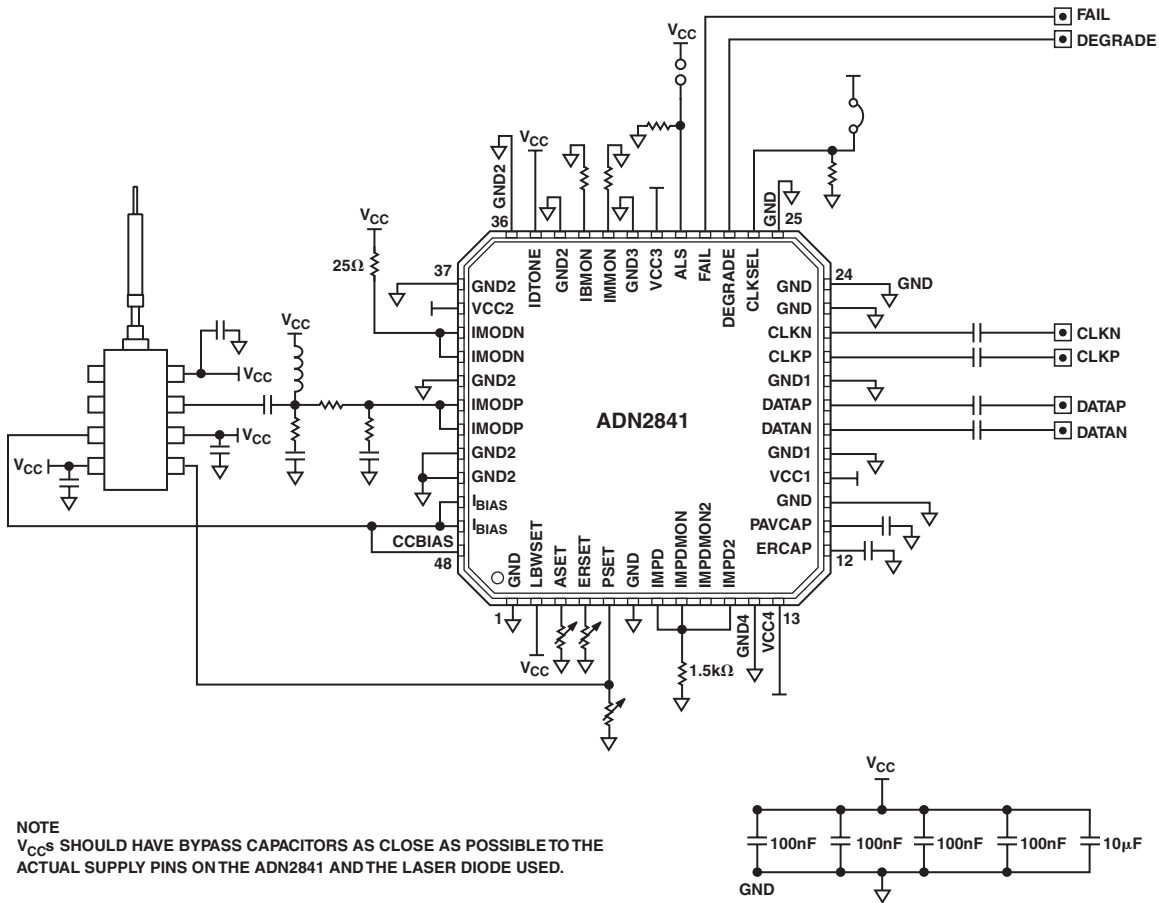 FAIL
DEGRADE
VCC
VCC
GND2
36
GND
25
VCC
25Ω
37
IDTONE
GND2
IBMON
IMMON
GND3
VCC3
ALS
FAIL
DEGRADE
CLKSEL
24
GND2
VCC2
IMODN
IMODN
GND2
IMODP
IMODP
GND2
GND2
IBIAS
IBIAS
CCBIAS
48
GND
GND
GND
CLKN
CLKP
GND1
DATAP
DATAN
GND1
VCC1
GND
PAVCAP
ERCAP
12
CLKN
CLKP
DATAP
DATAN
ADN2841
VCC
VCC
VCC
VCC
GND
LBWSET
ASET
ERSET
PSET
GND
IMPD
IMPDMON
IMPDMON2
IMPD2
GND4
VCC4
1
13
VCC
1.5kΩ
VCC
100nF
100nF
100nF
100nF
10µF
GND
NOTE
VCCs SHOULD HAVE BYPASS CAPACITORS AS CLOSE AS POSSIBLE TO THE
ACTUAL SUPPLY PINS ON THE ADN2841 AND THE LASER DIODE USED.